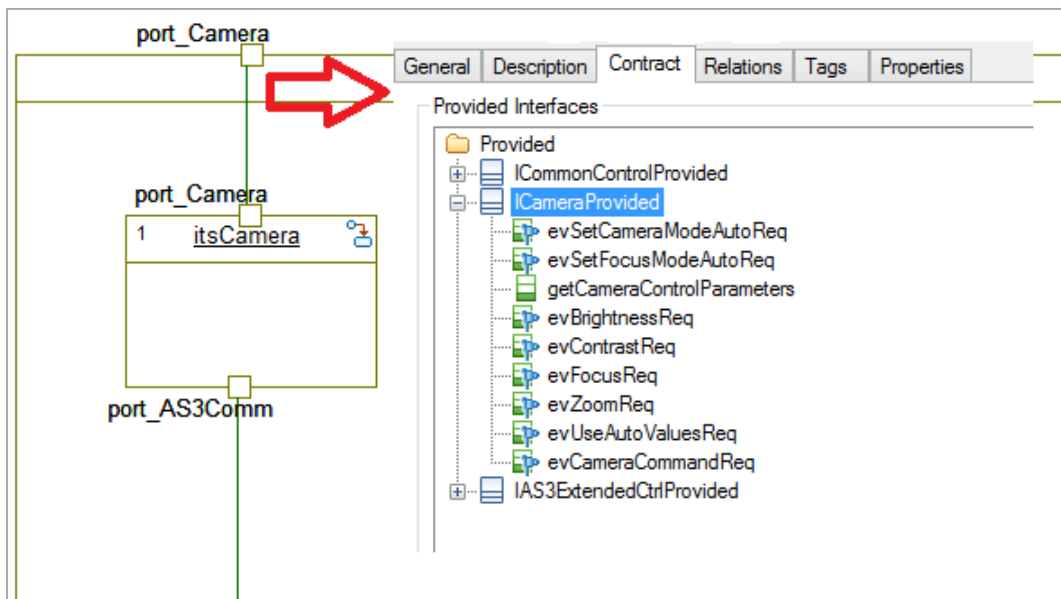 port_Camera
General Description Contract Relations Tags Properties
Provided Interfaces
Provided
ICommonControlProvided
ICameraProvided
evSetCameraModeAutoReq
evSetFocusModeAutoReq
getCameraControlParameters
evBrightnessReq
evContrastReq
evFocusReq
evZoomReq
evUseAutoValuesReq
evCameraCommandReq
IAS3ExtendedCtrlProvided
port_Camera
1 itsCamera
port_AS3Comm